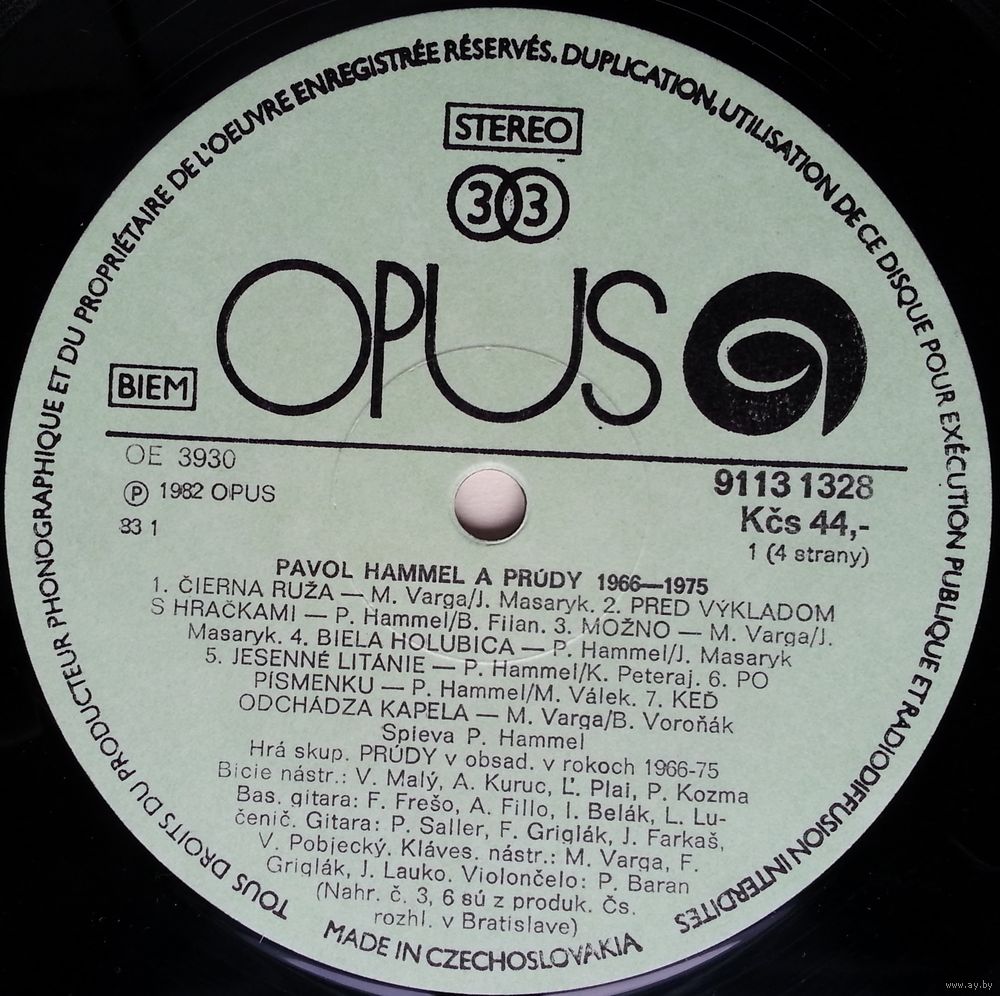 TOUS DROITS DU PRODUCTEUR PHONOGRAPHIQUE ET DU PROPRIÉTAIRE DE L'OEUVRE ENREGISTRÉE RÉSERVÉS. DUPLICATION, UTILISATION DE CE DISQUE POUR EXÉCUTION PUBLIQUE ET RADIODIFFUSION INTERDITES
STEREO
33
OPUS
BIEM
OE 3930
℗ 1982 OPUS
83 1
9113 1328
Kčs 44,-
1 (4 strany)
PAVOL HAMMEL A PRÚDY 1966—1975
1. ČIERNA RUŽA — M. Varga/J. Masaryk. 2. PRED VÝKLADOM
S HRAČKAMI — P. Hammel/B. Filan. 3. MOŽNO — M. Varga/J.
Masaryk. 4. BIELA HOLUBICA — P. Hammel/J. Masaryk
5. JESENNÉ LITÁNIE — P. Hammel/K. Peteraj. 6. PO
PÍSMENKU — P. Hammel/M. Válek. 7. KEĎ
ODCHÁDZA KAPELA — M. Varga/B. Voroňák
Spieva P. Hammel
Hrá skup. PRÚDY v obsad. v rokoch 1966-75
Bicie nástr.: V. Malý, A. Kuruc, Ľ. Plai, P. Kozma
Bas. gitara: F. Frešo, A. Fillo, I. Belák, L. Lu-
čenič. Gitara: P. Saller, F. Griglák, J. Farkaš,
V. Pobjecký. Kláves. nástr.: M. Varga, F.
Griglák, J. Lauko. Violončelo: P. Baran
(Nahr. č. 3, 6 sú z produk. Čs.
rozhl. v Bratislave)
MADE IN CZECHOSLOVAKIA
www.ay.by